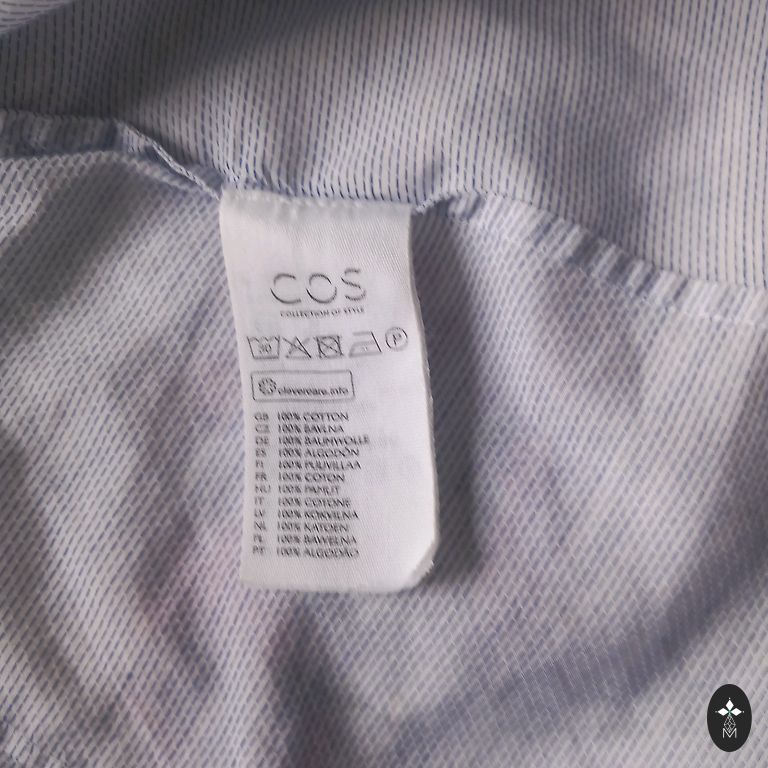 COS
COLLECTION OF STYLE
30 P
clevercare.info
GB 100% COTTON
CZ 100% BAVLNA
DE 100% BAUMWOLLE
ES 100% ALGODÓN
FI 100% PUUVILLAA
FR 100% COTON
HU 100% PAMUT
IT 100% COTONE
LV 100% KOKVILNA
NL 100% KATOEN
PL 100% BAWEŁNA
PT 100% ALGODÃO
M